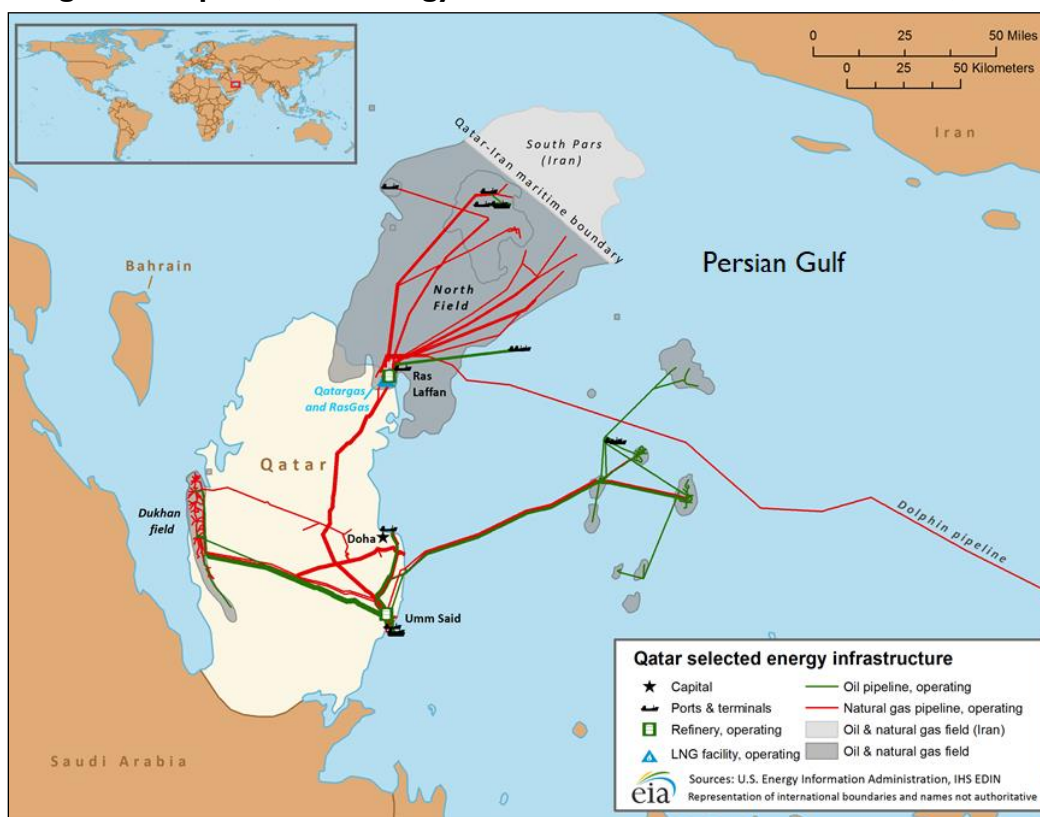 0 25 50 Miles
0 25 50 Kilometers
Iran
Qatar-Iran maritime boundary
South Pars
(Iran)
Bahrain
Persian Gulf
North
Field
Qatargas
and RasGas
Ras
Laffan
Qatar
Dukhan
field
Doha
Dolphin pipeline
Umm Said
Saudi Arabia
Qatar selected energy infrastructure
Capital
Ports & terminals
Refinery, operating
LNG facility, operating
Oil pipeline, operating
Natural gas pipeline, operating
Oil & natural gas field (Iran)
Oil & natural gas field
eia
Sources: U.S. Energy Information Administration, IHS EDIN
Representation of international boundaries and names not authoritative